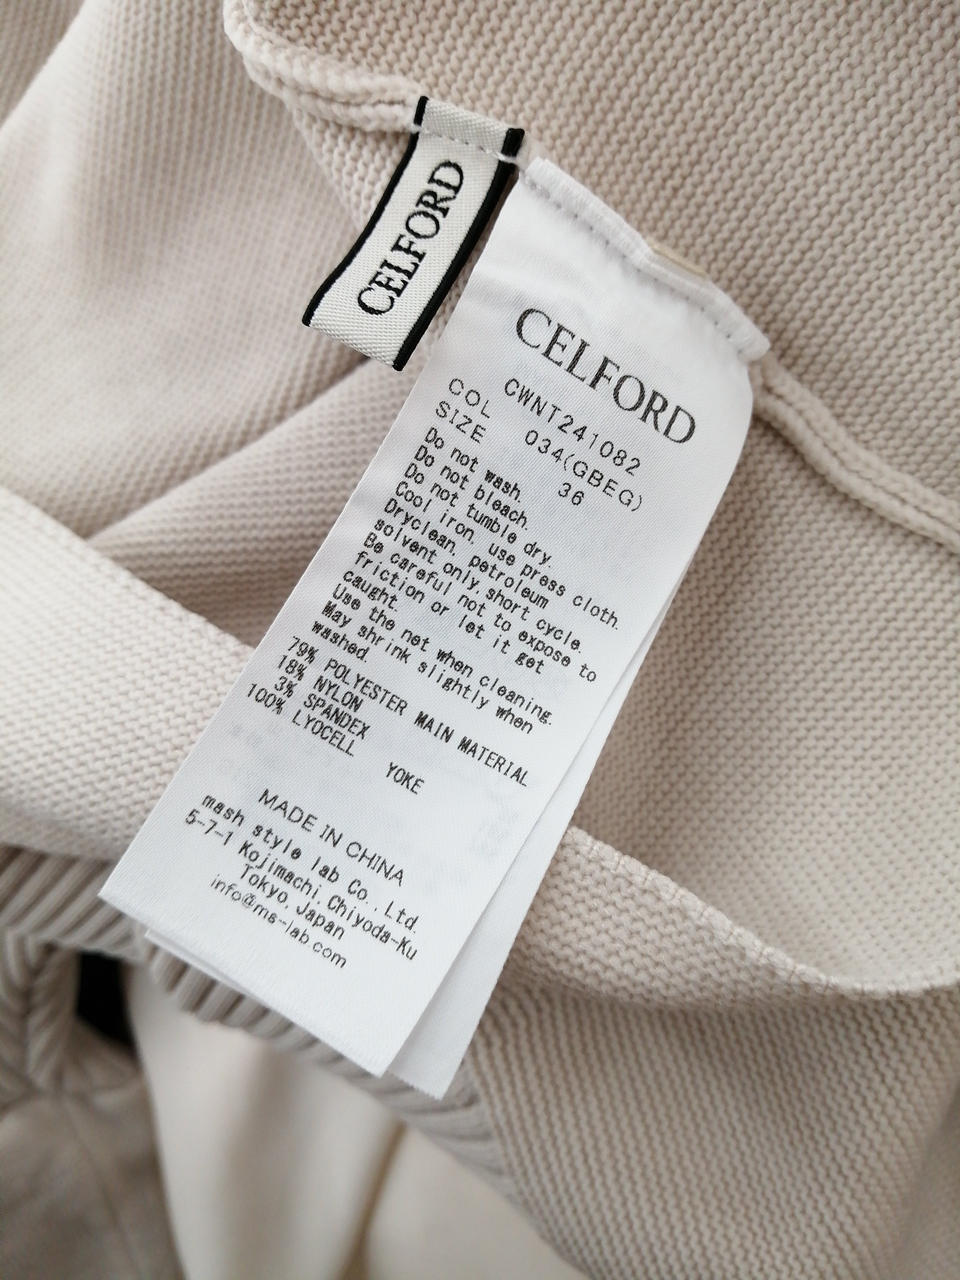 CELFORD
CELFORD
CWNT241082
COL 034(GBEG)
SIZE 36
Do not wash.
Do not bleach.
Do not tumble dry.
Cool iron, use press cloth.
Dryclean, petroleum
solvent only,short cycle.
Be careful not to expose to
friction or let it get
caught.
Use the net when cleaning.
May shrink slightly when
washed.
79% POLYESTER MAIN MATERIAL
18% NYLON
3% SPANDEX
100% LYOCELL YOKE
MADE IN CHINA
mash style lab Co.,Ltd.
5-7-1 Kojimachi,Chiyoda-Ku
Tokyo,Japan
info@ms-lab.com